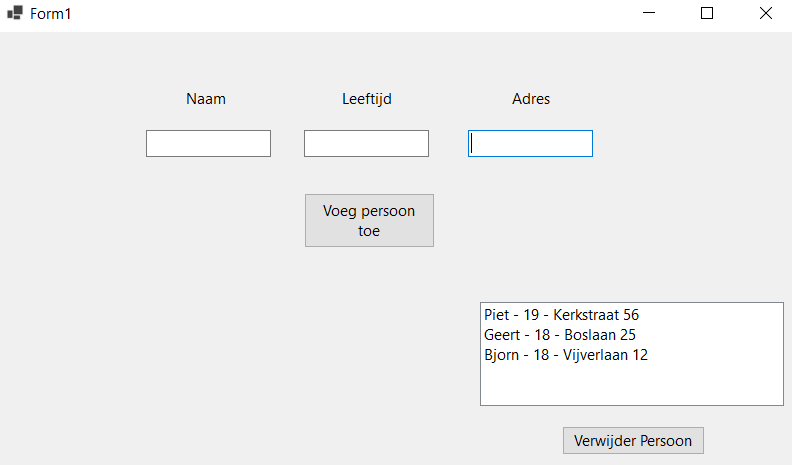 Form1
Naam Leeftijd Adres
Voeg persoon
toe
Piet - 19 - Kerkstraat 56
Geert - 18 - Boslaan 25
Bjorn - 18 - Vijverlaan 12
Verwijder Persoon